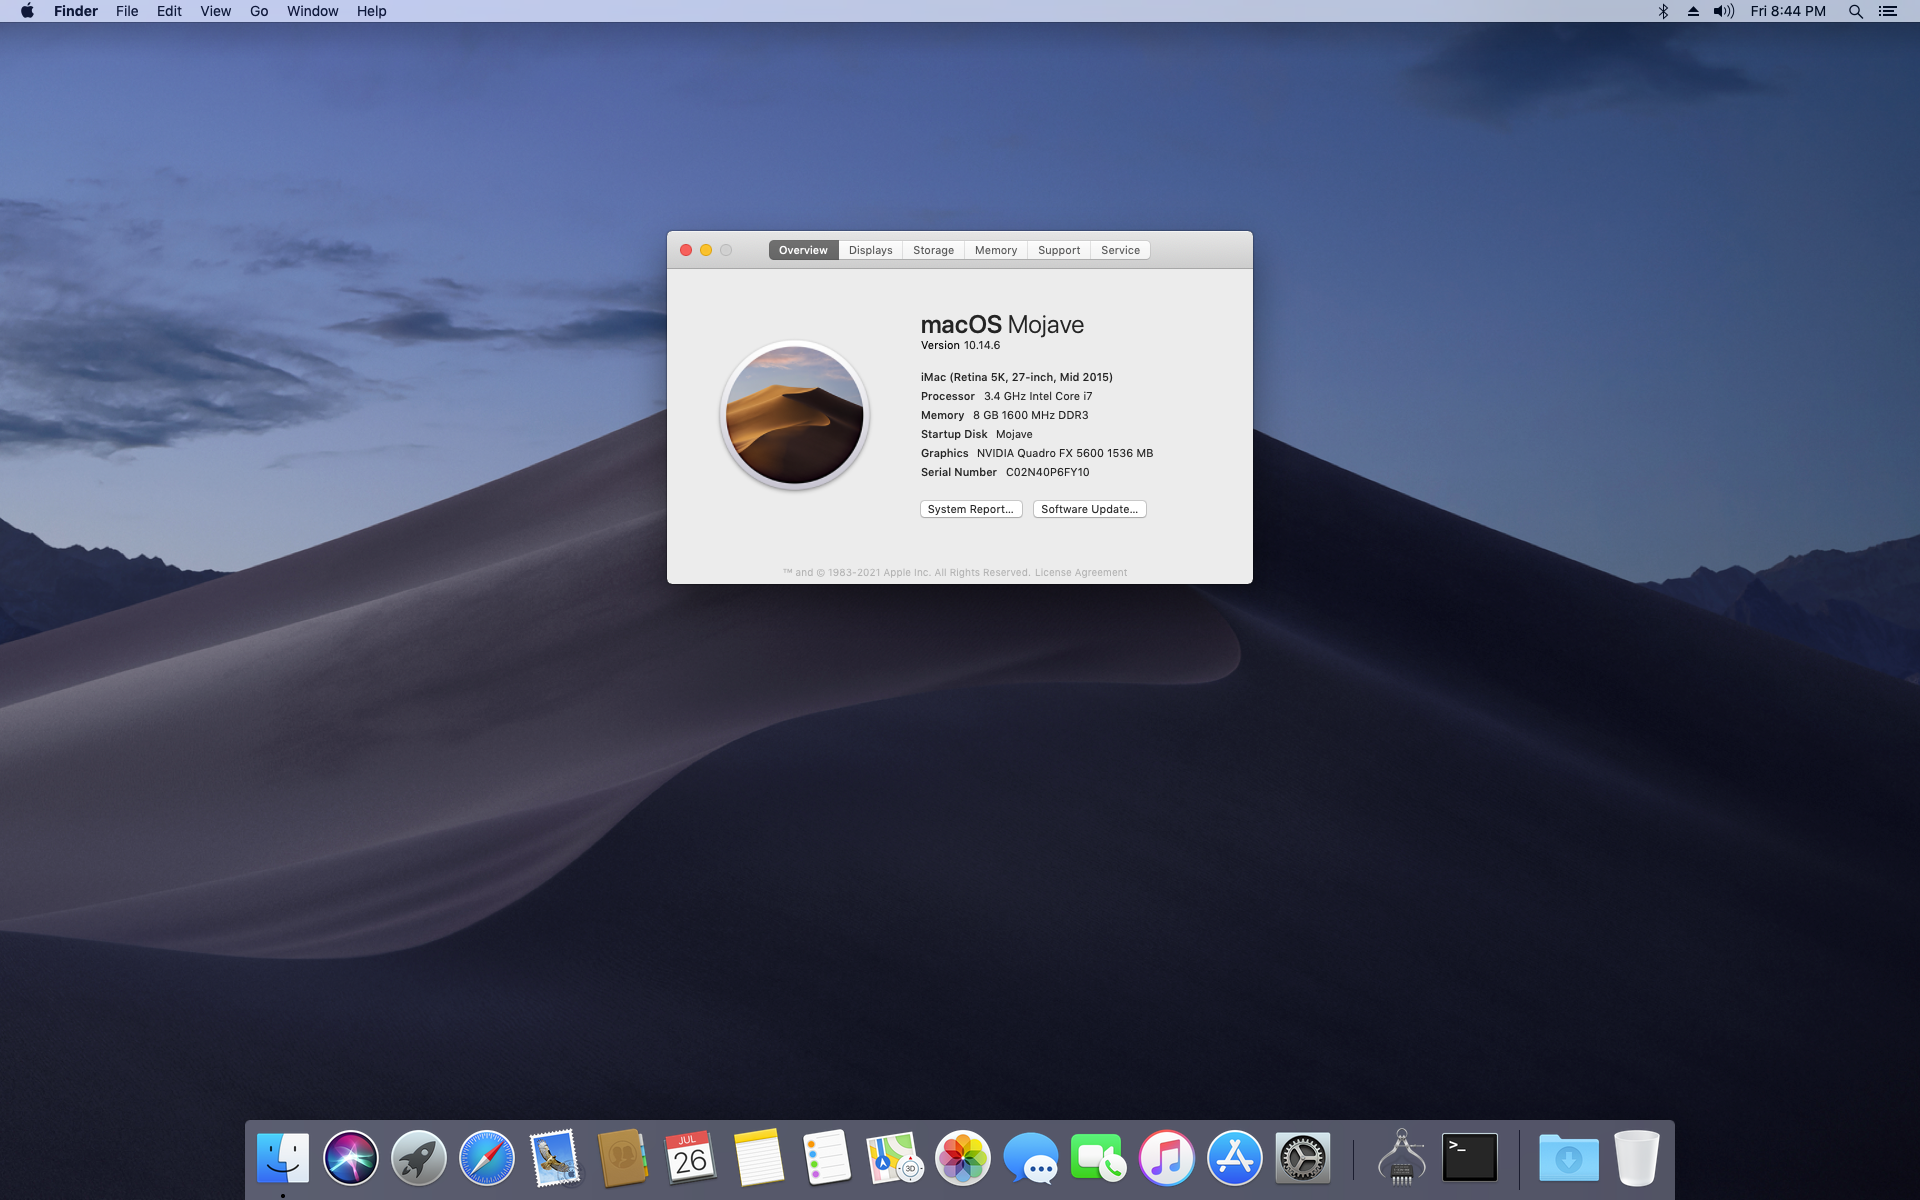 Finder File Edit View Go Window Help Fri 8:44 PM
Overview Displays Storage Memory Support Service
macOS Mojave
Version 10.14.6
iMac (Retina 5K, 27-inch, Mid 2015)
Processor 3.4 GHz Intel Core i7
Memory 8 GB 1600 MHz DDR3
Startup Disk Mojave
Graphics NVIDIA Quadro FX 5600 1536 MB
Serial Number C02N40P6FY10
System Report... Software Update...
™ and © 1983-2021 Apple Inc. All Rights Reserved. License Agreement
JUL
26
3D
>_